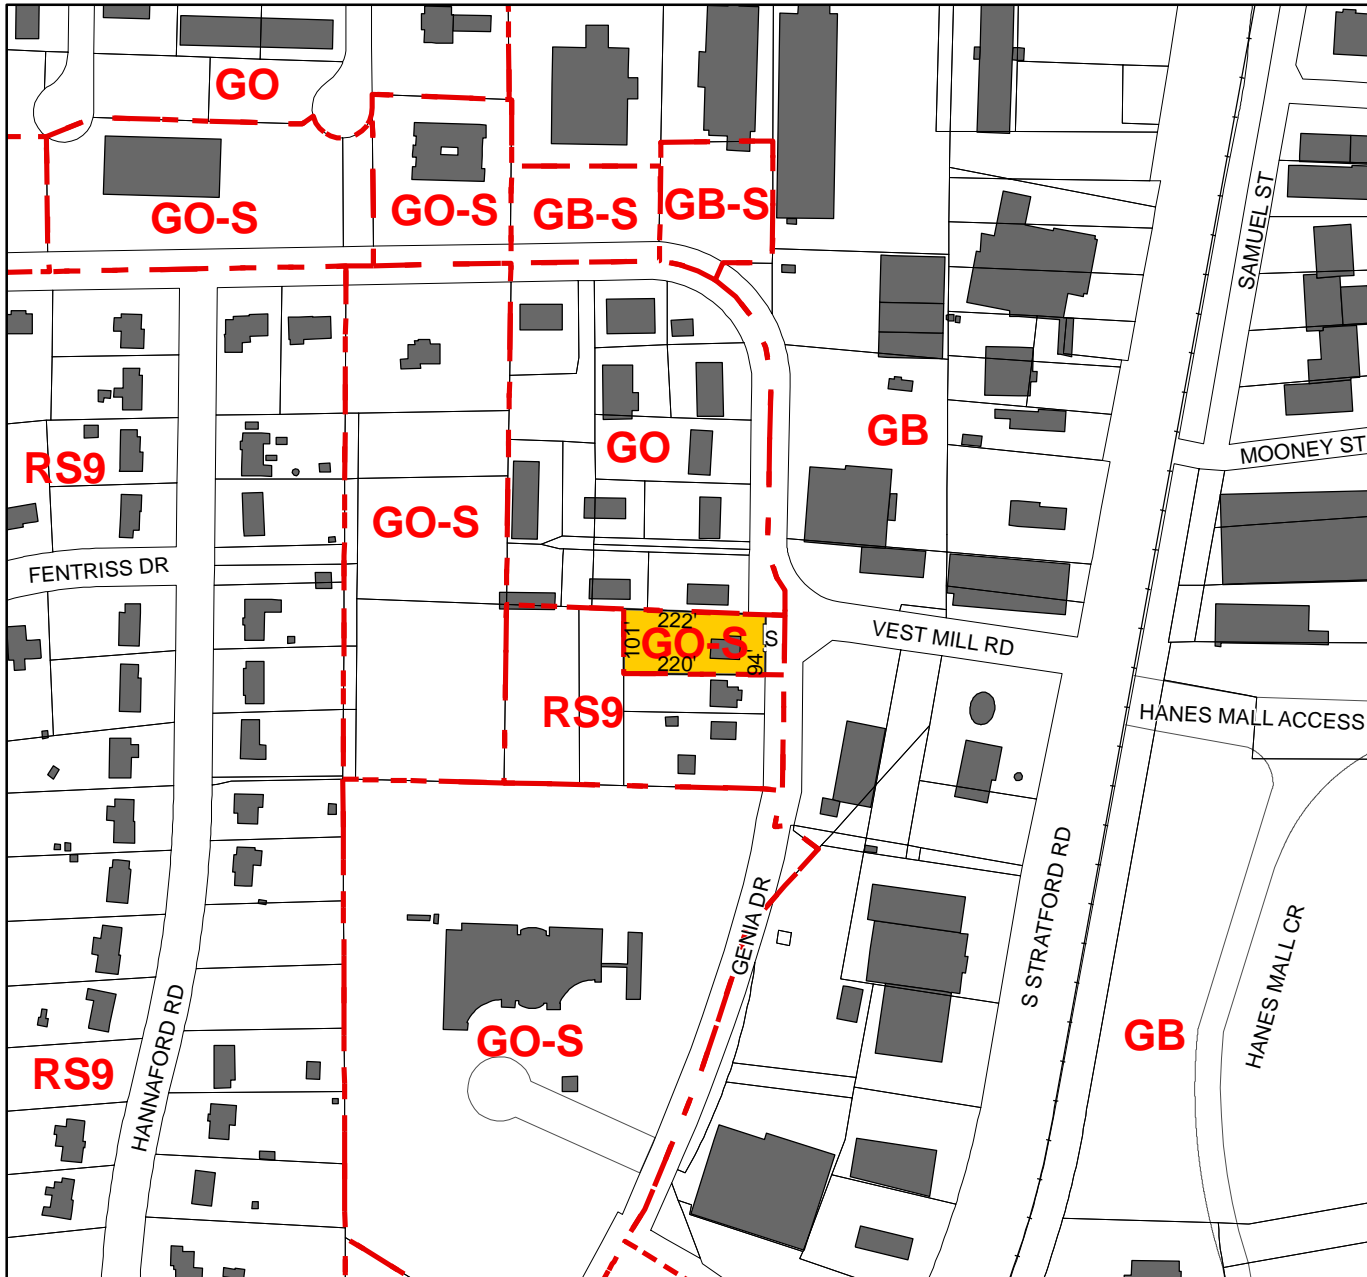 GO
SAMUEL ST
GO-S
GO-S
GB-S
GB-S
GB
MOONEY ST
RS9
GO
GO-S
FENTRISS DR
222'
101'
GO-S
S
94'
220'
VEST MILL RD
RS9
HANES MALL ACCESS
S STRATFORD RD
GENIA DR
HANES MALL CR
HANNAFORD RD
GO-S
GB
RS9